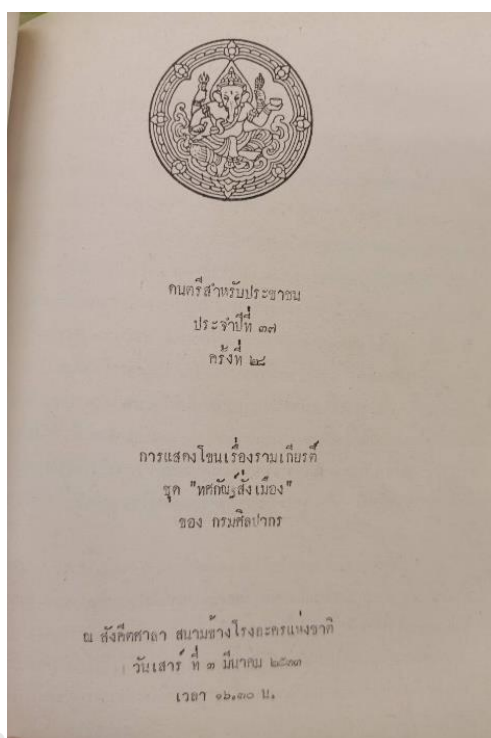 ดนตรีสำหรับประชาชน
ประจำปีที่ ๓๗
ครั้งที่ ๒๘
การแสดงโขนเรื่องรามเกียรติ์
ชุด "ทศกัณฐ์สั่งเมือง"
ของ กรมศิลปากร
ณ สังคีตศาลา สนามข้างโรงละครแห่งชาติ
วันเสาร์ ที่ ๓ มีนาคม ๒๕๓๓
เวลา ๑๖.๓๐ น.